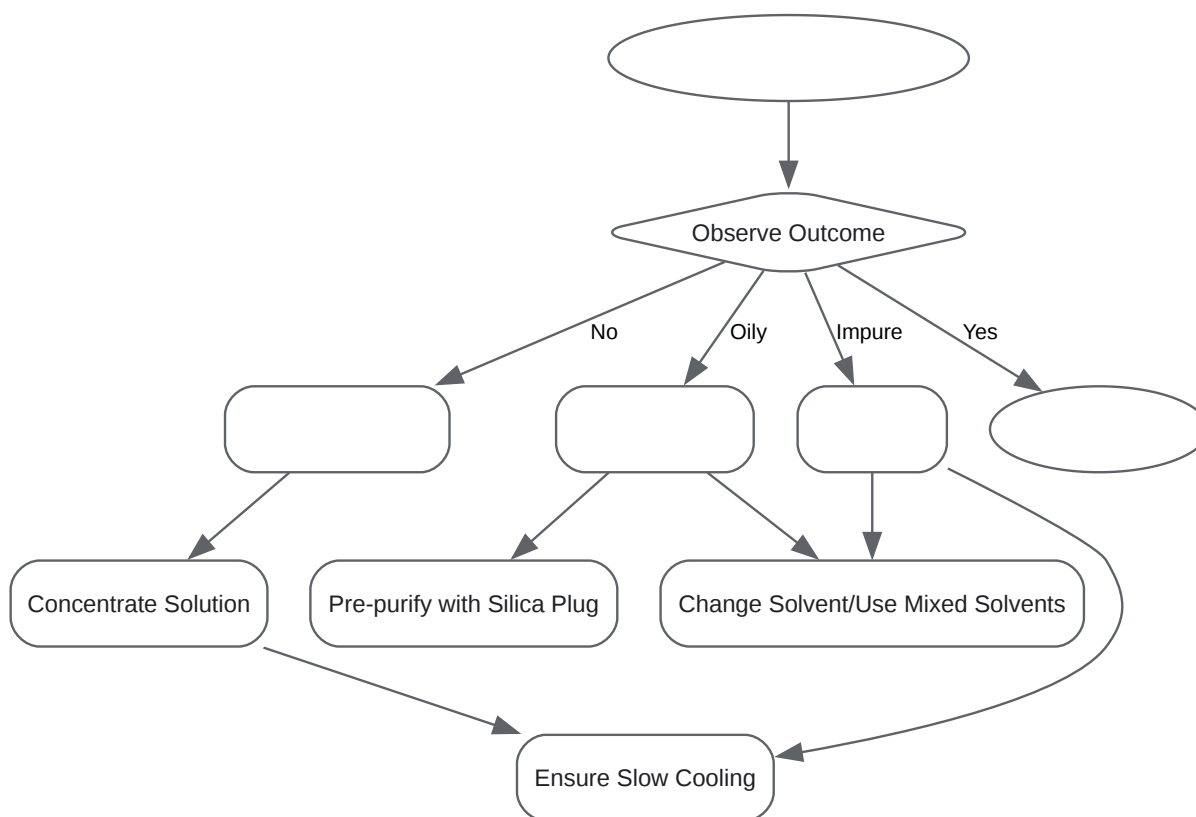 Observe Outcome
No
Oily
Impure
Yes
Concentrate Solution
Pre-purify with Silica Plug
Change Solvent/Use Mixed Solvents
Ensure Slow Cooling